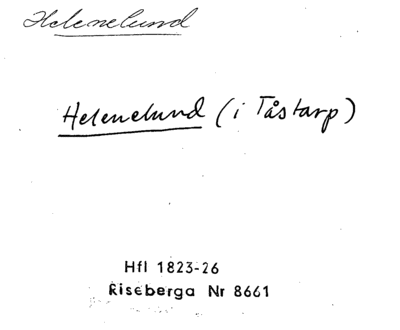 Helenelund
Helenelund (i Tåstarp)
Hfl 1823-26
Riseberga Nr 8661